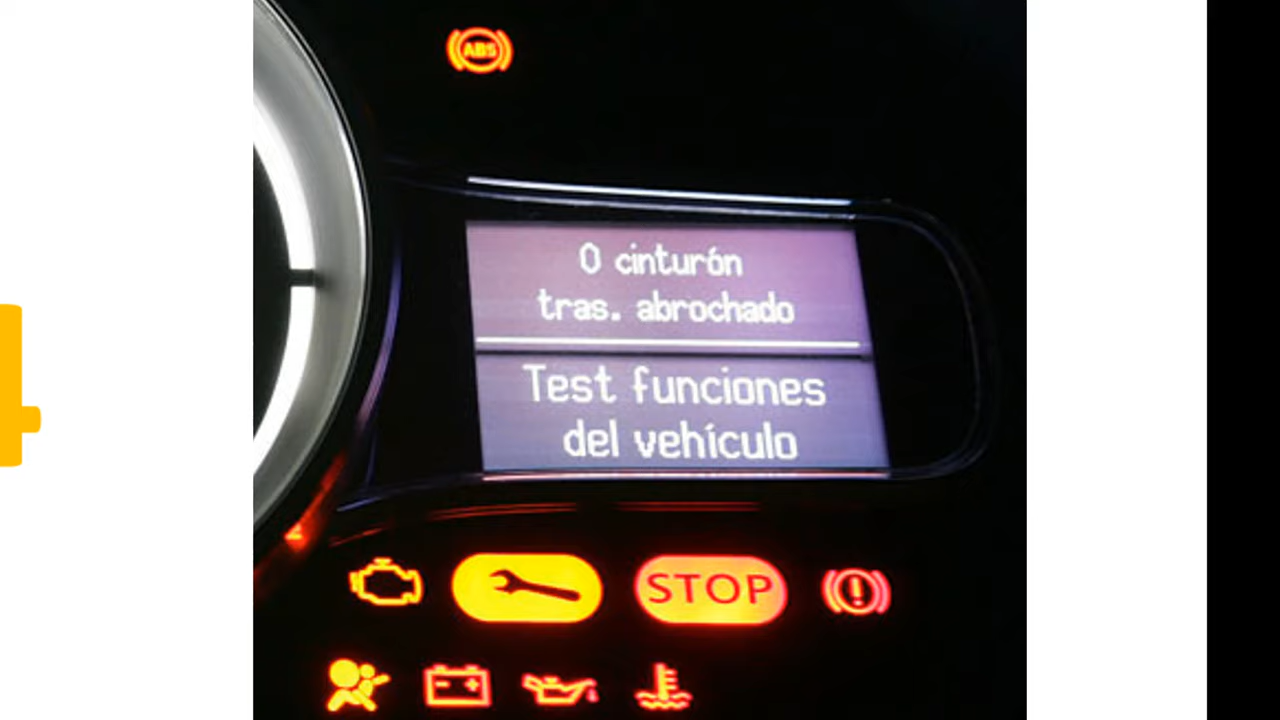 ABS
0 cinturón
tras. abrochado
Test funciones
del vehículo
STOP